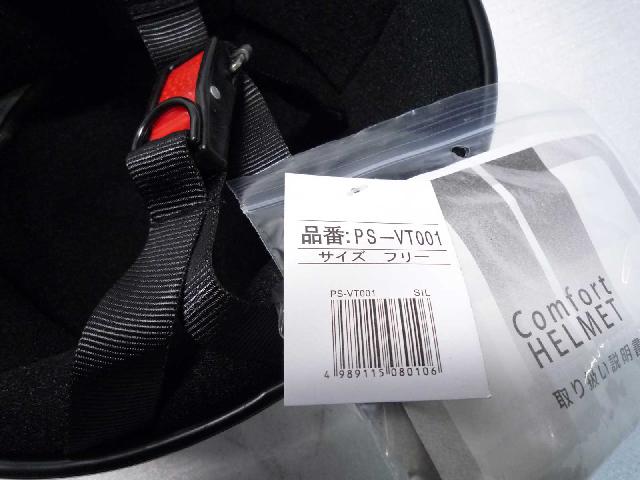 品番:PS-VT001
サイズ フリー
PS-VT001 SIL
4 989115 080106
Comfort
HELMET
取り扱い説明書